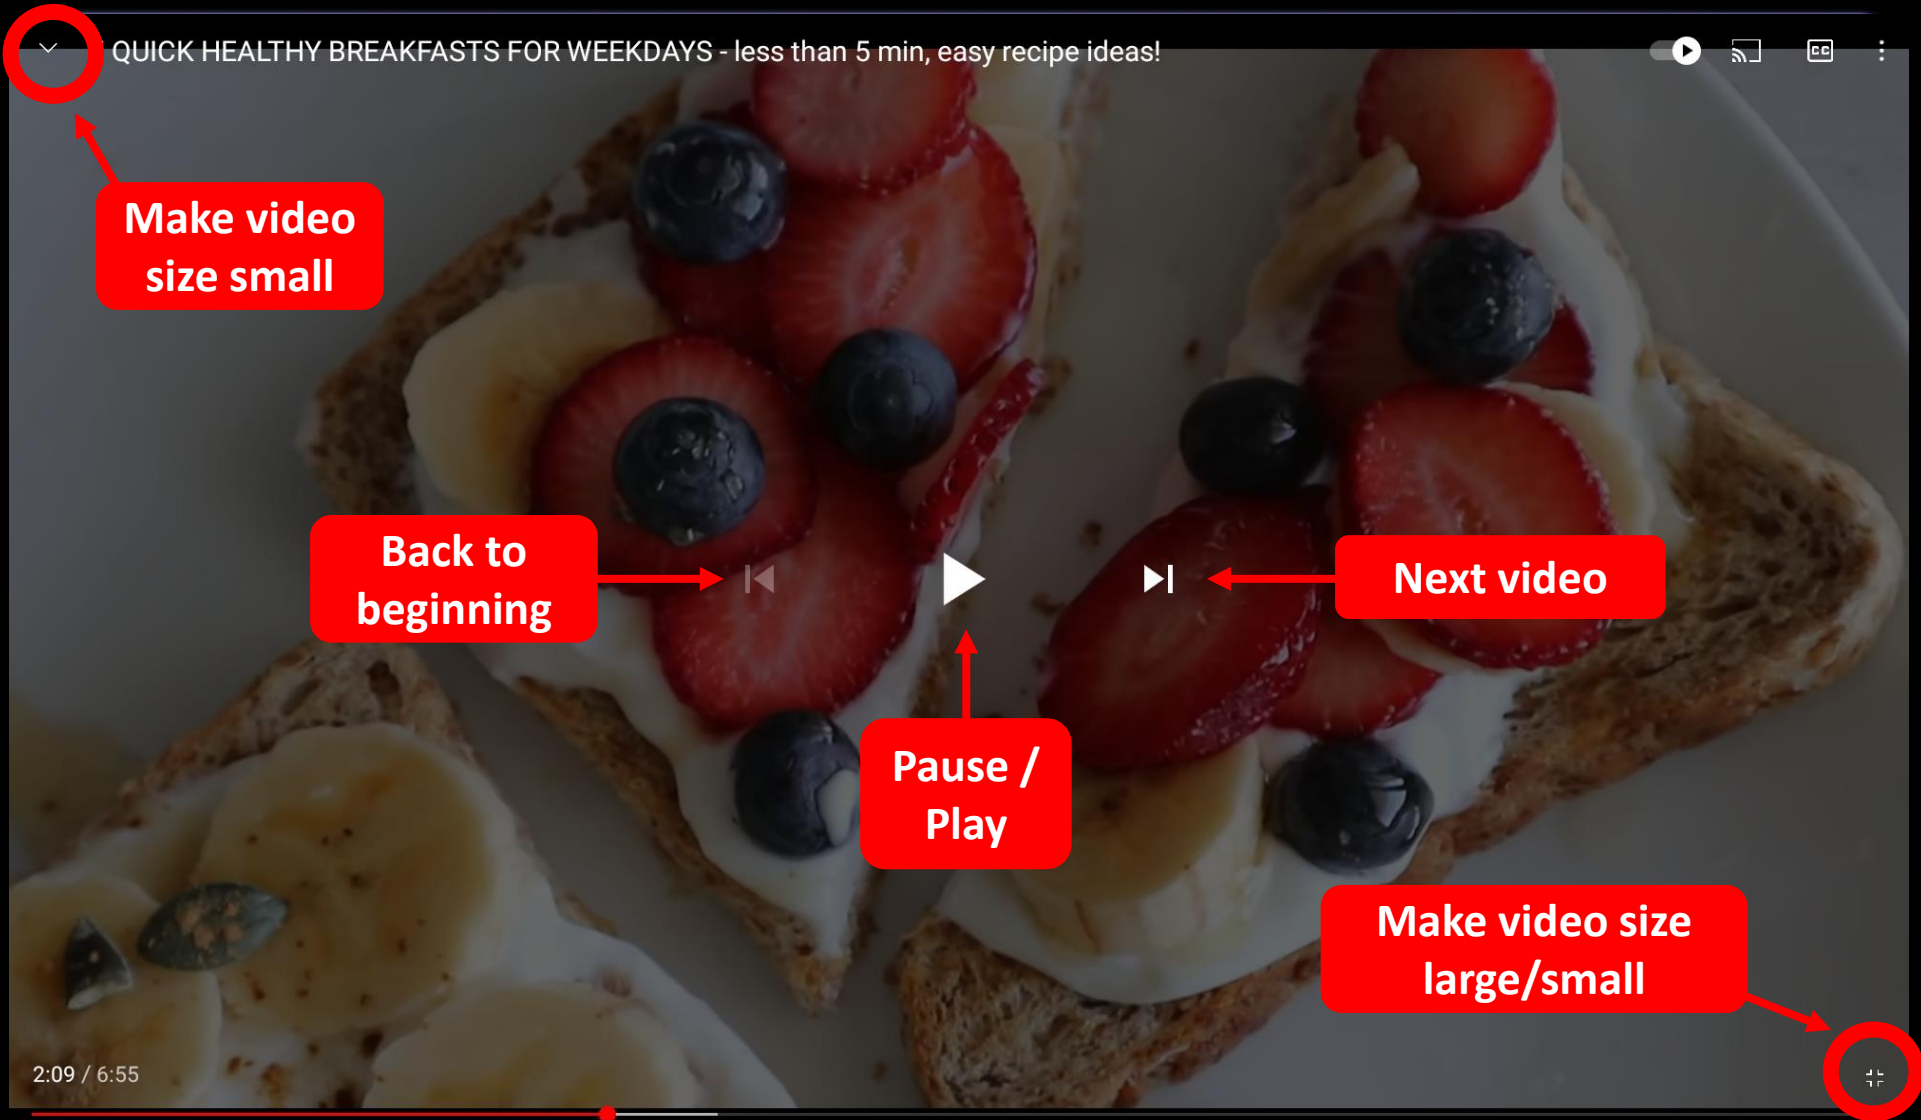 QUICK HEALTHY BREAKFASTS FOR WEEKDAYS - less than 5 min, easy recipe ideas!
CC
Make video
size small
Back to
beginning
Next video
Pause /
Play
Make video size
large/small
2:09 / 6:55